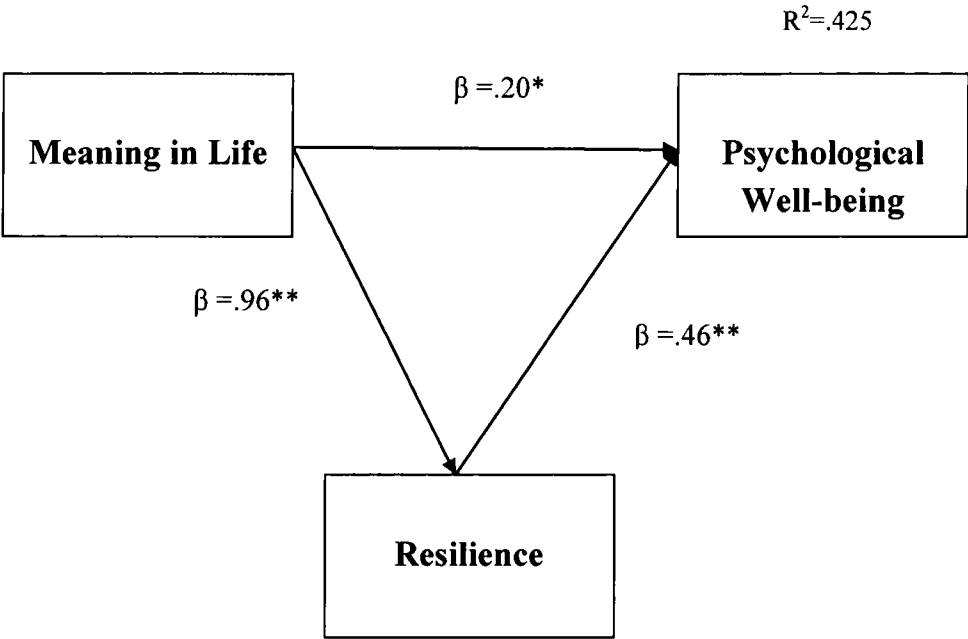 R²=.425
β =.20*
Meaning in Life
Psychological
Well-being
β =.96**
β =.46**
Resilience